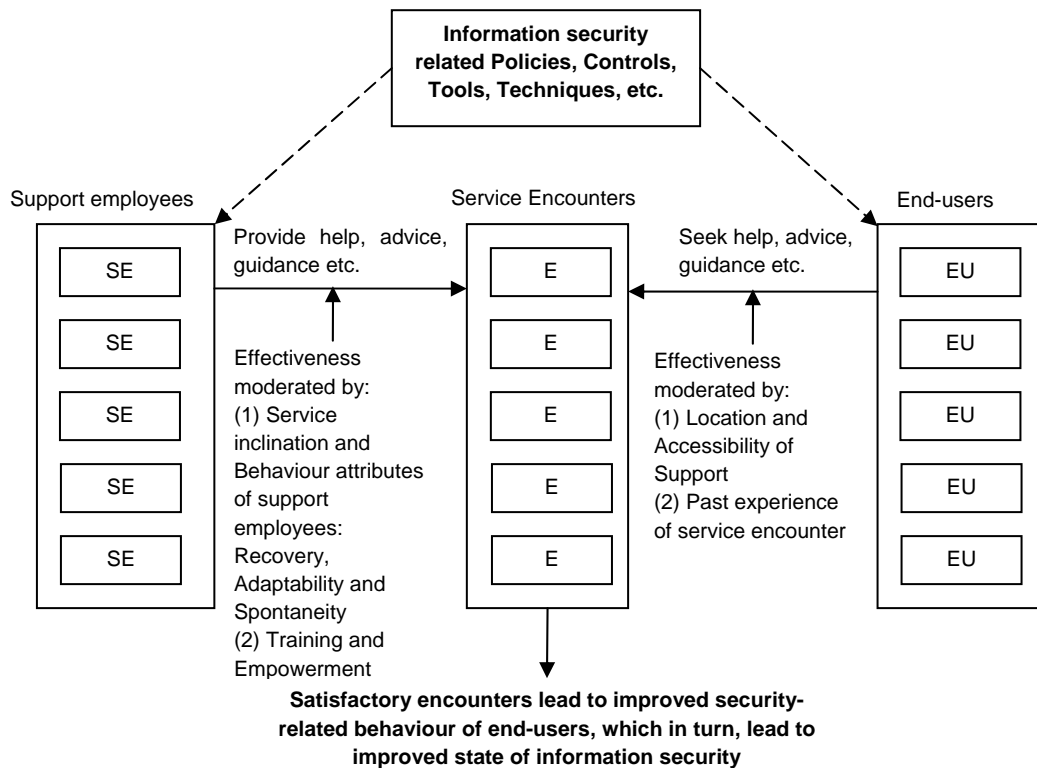 Information security
related Policies, Controls,
Tools, Techniques, etc.
Support employees
Service Encounters
End-users
Provide help, advice,
guidance etc.
Seek help, advice,
guidance etc.
SE
SE
SE
SE
SE
E
E
E
E
E
EU
EU
EU
EU
EU
Effectiveness
moderated by:
(1) Service
inclination and
Behaviour attributes
of support
employees:
Recovery,
Adaptability and
Spontaneity
(2) Training and
Empowerment
Effectiveness
moderated by:
(1) Location and
Accessibility of
Support
(2) Past experience
of service encounter
Satisfactory encounters lead to improved security-
related behaviour of end-users, which in turn, lead to
improved state of information security